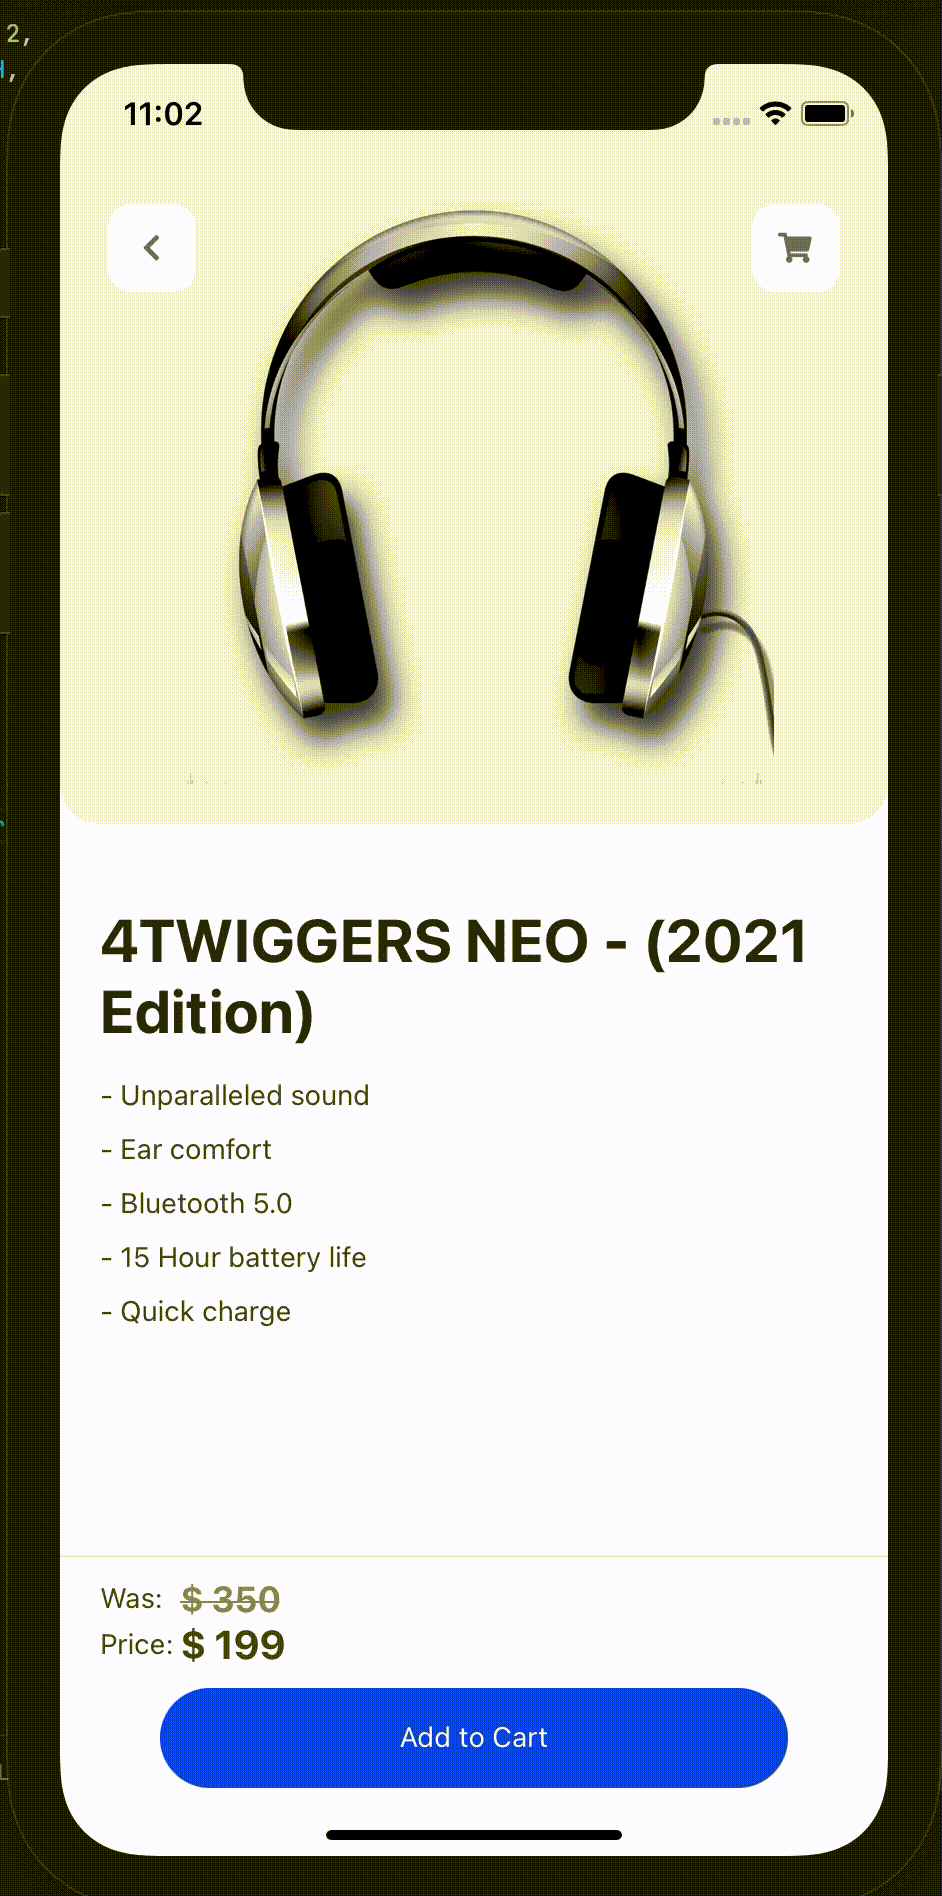 2,
11:02
4TWIGGERS NEO - (2021
Edition)
- Unparalleled sound
- Ear comfort
- Bluetooth 5.0
- 15 Hour battery life
- Quick charge
Was: $ 350
Price: $ 199
Add to Cart